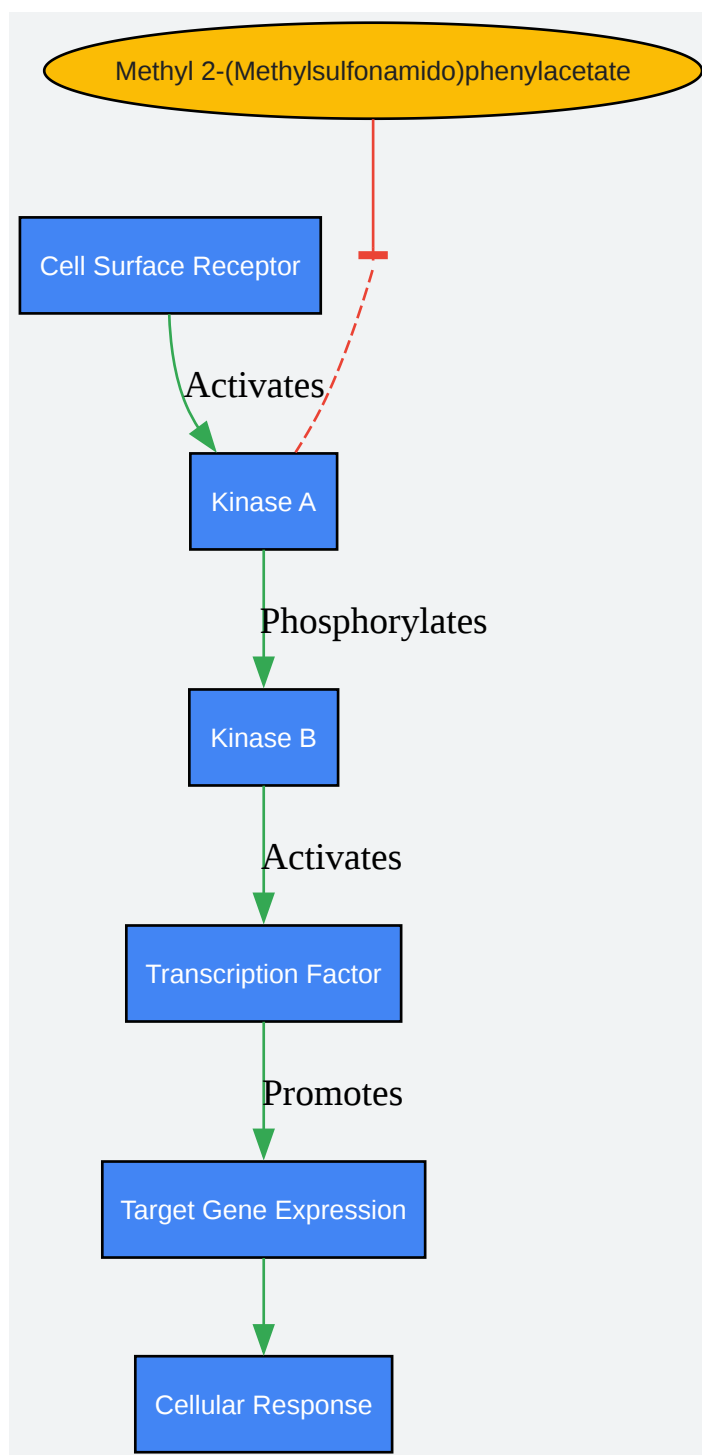 Methyl 2-(Methylsulfonamido)phenylacetate
Cell Surface Receptor
Activates
Kinase A
Phosphorylates
Kinase B
Activates
Transcription Factor
Promotes
Target Gene Expression
Cellular Response